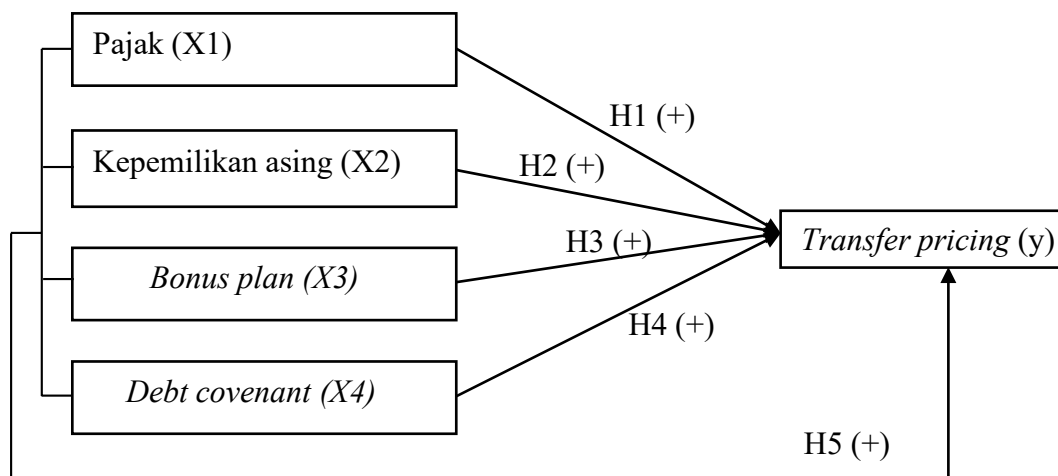 Pajak (X1)
H1 (+)
Kepemilikan asing (X2)
H2 (+)
H3 (+)
Transfer pricing (y)
Bonus plan (X3)
H4 (+)
Debt covenant (X4)
H5 (+)